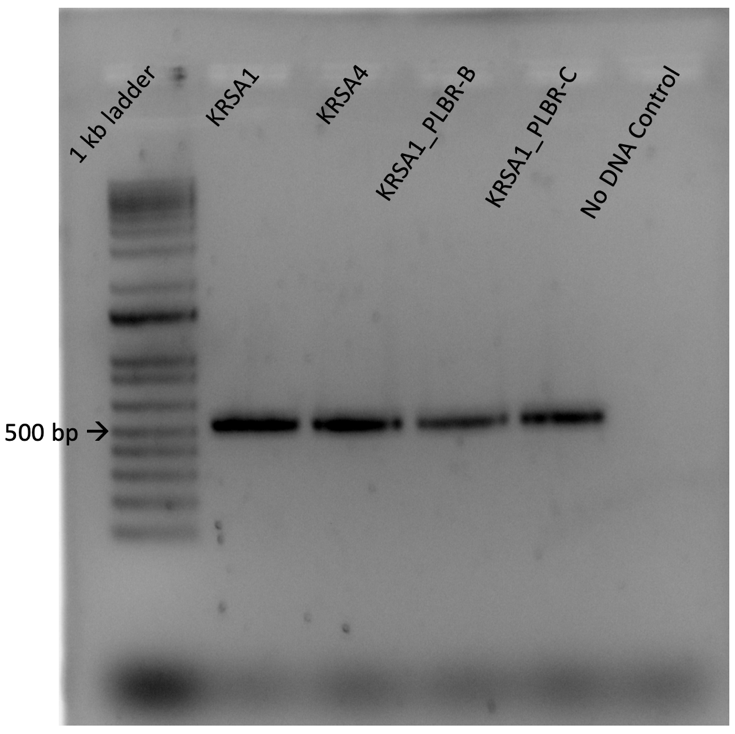 1 kb ladder
KRSA1
KRSA4
KRSA1_PLBR-B
KRSA1_PLBR-C
No DNA Control
500 bp →